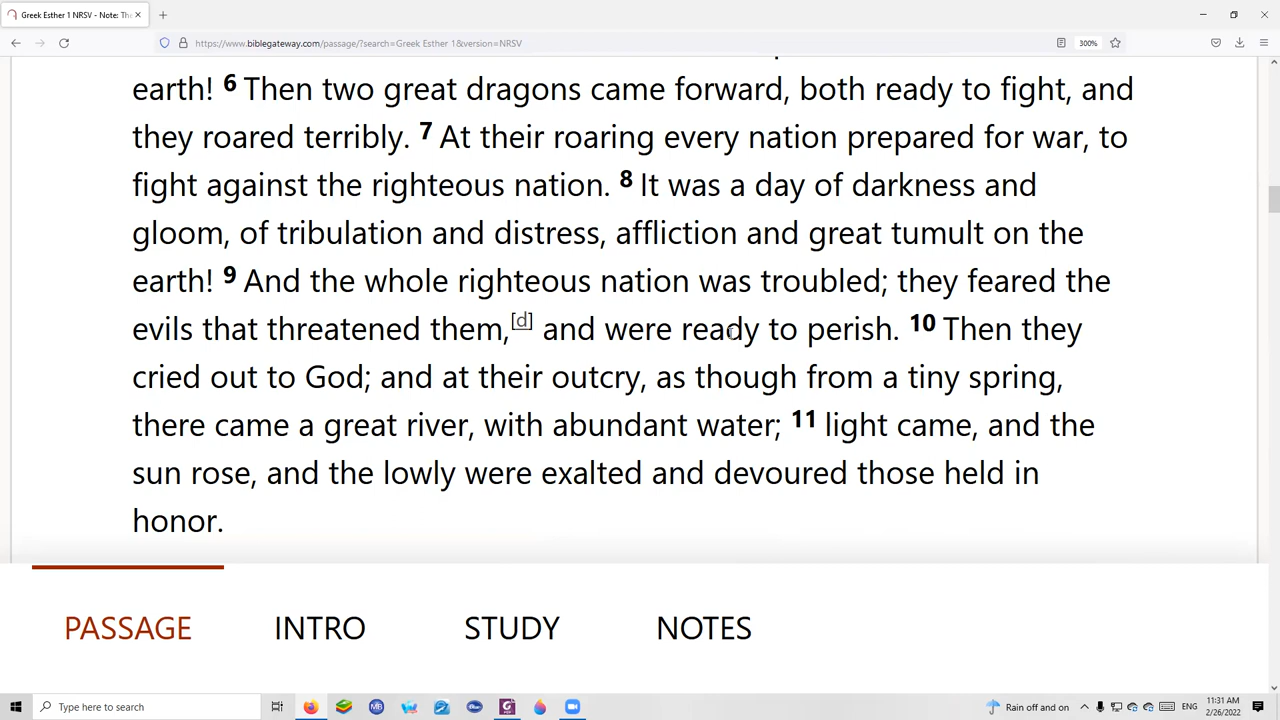 Greek Esther 1 NRSV - Note: The
https://www.biblegateway.com/passage/?search=Greek Esther 1&version=NRSV
300%
earth! 6 Then two great dragons came forward, both ready to fight, and
they roared terribly. 7 At their roaring every nation prepared for war, to
fight against the righteous nation. 8 It was a day of darkness and
gloom, of tribulation and distress, affliction and great tumult on the
earth! 9 And the whole righteous nation was troubled; they feared the
evils that threatened them,[d] and were ready to perish. 10 Then they
cried out to God; and at their outcry, as though from a tiny spring,
there came a great river, with abundant water; 11 light came, and the
sun rose, and the lowly were exalted and devoured those held in
honor.
PASSAGE INTRO STUDY NOTES
Type here to search
MB
Rain off and on
ENG
11:31 AM
2/26/2022